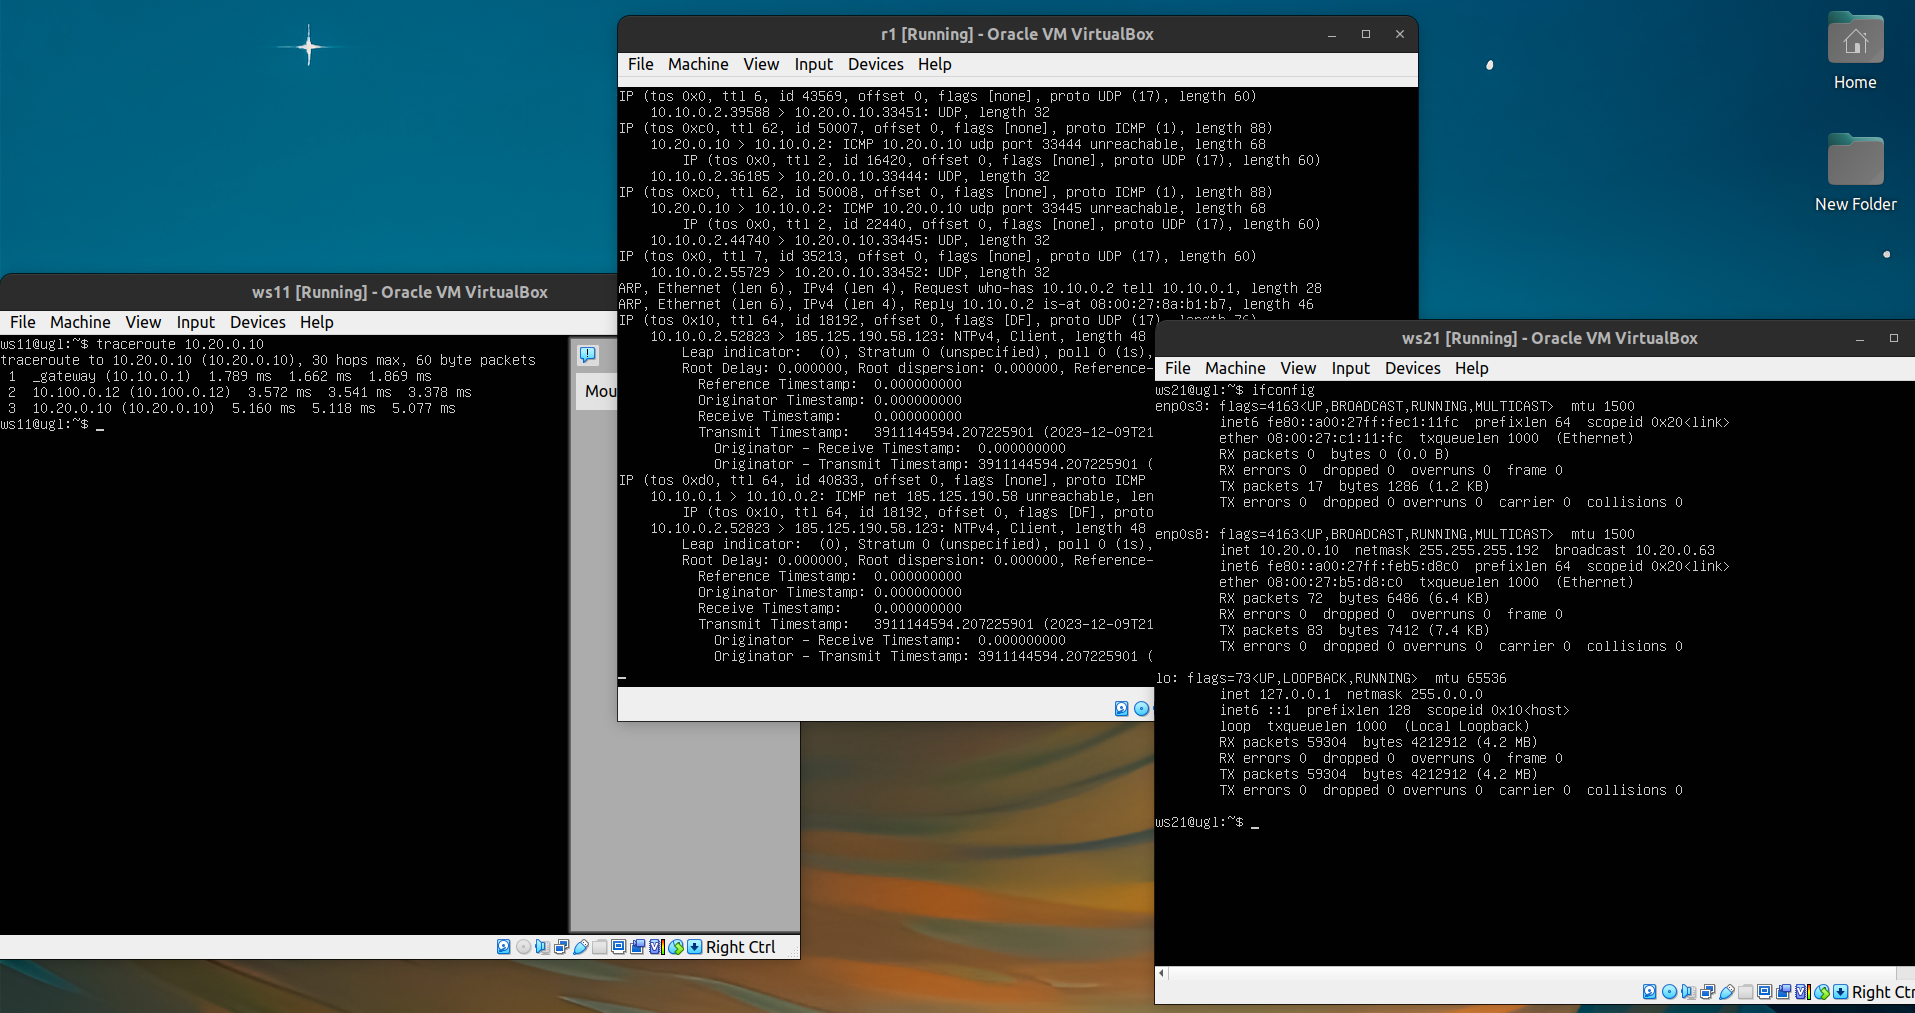 r1 [Running] - Oracle VM VirtualBox
File Machine View Input Devices Help
IP (tos 0x0, ttl 6, id 43569, offset 0, flags [none], proto UDP (17), length 60)
10.10.0.2.39588 > 10.20.0.10.33451: UDP, length 32
IP (tos 0xc0, ttl 62, id 50007, offset 0, flags [none], proto ICMP (1), length 88)
10.20.0.10 > 10.10.0.2: ICMP 10.20.0.10 udp port 33444 unreachable, length 68
IP (tos 0x0, ttl 2, id 16420, offset 0, flags [none], proto UDP (17), length 60)
10.10.0.2.36185 > 10.20.0.10.33444: UDP, length 32
IP (tos 0xc0, ttl 62, id 50008, offset 0, flags [none], proto ICMP (1), length 88)
10.20.0.10 > 10.10.0.2: ICMP 10.20.0.10 udp port 33445 unreachable, length 68
IP (tos 0x0, ttl 2, id 22440, offset 0, flags [none], proto UDP (17), length 60)
10.10.0.2.44740 > 10.20.0.10.33445: UDP, length 32
IP (tos 0x0, ttl 7, id 35213, offset 0, flags [none], proto UDP (17), length 60)
10.10.0.2.55729 > 10.20.0.10.33452: UDP, length 32
ARP, Ethernet (len 6), IPv4 (len 4), Request who-has 10.10.0.2 tell 10.10.0.1, length 28
ARP, Ethernet (len 6), IPv4 (len 4), Reply 10.10.0.2 is-at 08:00:27:8a:b1:b7, length 46
IP (tos 0x10, ttl 64, id 18192, offset 0, flags [DF], proto UDP (17), length 76)
10.10.0.2.52823 > 185.125.190.58.123: NTPv4, Client, length 48
Leap indicator:  (0), Stratum 0 (unspecified), poll 0 (1s),
Root Delay: 0.000000, Root dispersion: 0.000000, Reference-
Reference Timestamp:  0.000000000
Originator Timestamp: 0.000000000
Receive Timestamp:    0.000000000
Transmit Timestamp:   3911144594.207225901 (2023-12-09T21
Originator - Receive Timestamp:  0.000000000
Originator - Transmit Timestamp: 3911144594.207225901 (
IP (tos 0xd0, ttl 64, id 40833, offset 0, flags [none], proto ICMP
10.10.0.1 > 10.10.0.2: ICMP net 185.125.190.58 unreachable, len
IP (tos 0x10, ttl 64, id 18192, offset 0, flags [DF], proto
10.10.0.2.52823 > 185.125.190.58.123: NTPv4, Client, length 48
Leap indicator:  (0), Stratum 0 (unspecified), poll 0 (1s),
Root Delay: 0.000000, Root dispersion: 0.000000, Reference-
Reference Timestamp:  0.000000000
Originator Timestamp: 0.000000000
Receive Timestamp:    0.000000000
Transmit Timestamp:   3911144594.207225901 (2023-12-09T21
Originator - Receive Timestamp:  0.000000000
Originator - Transmit Timestamp: 3911144594.207225901 (
Home
New Folder
ws11 [Running] - Oracle VM VirtualBox
File Machine View Input Devices Help
ws11@ugl:~$ traceroute 10.20.0.10
traceroute to 10.20.0.10 (10.20.0.10), 30 hops max, 60 byte packets
1  _gateway (10.10.0.1)  1.789 ms  1.662 ms  1.869 ms
2  10.100.0.12 (10.100.0.12)  3.572 ms  3.541 ms  3.378 ms
3  10.20.0.10 (10.20.0.10)  5.160 ms  5.118 ms  5.077 ms
ws11@ugl:~$ _
Mou
Right Ctrl
ws21 [Running] - Oracle VM VirtualBox
File Machine View Input Devices Help
ws21@ugl:~$ ifconfig
enp0s3: flags=4163<UP,BROADCAST,RUNNING,MULTICAST>  mtu 1500
inet6 fe80::a00:27ff:fec1:11fc  prefixlen 64  scopeid 0x20<link>
ether 08:00:27:c1:11:fc  txqueuelen 1000  (Ethernet)
RX packets 0  bytes 0 (0.0 B)
RX errors 0  dropped 0  overruns 0  frame 0
TX packets 17  bytes 1286 (1.2 KB)
TX errors 0  dropped 0 overruns 0  carrier 0  collisions 0
enp0s8: flags=4163<UP,BROADCAST,RUNNING,MULTICAST>  mtu 1500
inet 10.20.0.10  netmask 255.255.255.192  broadcast 10.20.0.63
inet6 fe80::a00:27ff:feb5:d8c0  prefixlen 64  scopeid 0x20<link>
ether 08:00:27:b5:d8:c0  txqueuelen 1000  (Ethernet)
RX packets 72  bytes 6486 (6.4 KB)
RX errors 0  dropped 0  overruns 0  frame 0
TX packets 83  bytes 7412 (7.4 KB)
TX errors 0  dropped 0 overruns 0  carrier 0  collisions 0
lo: flags=73<UP,LOOPBACK,RUNNING>  mtu 65536
inet 127.0.0.1  netmask 255.0.0.0
inet6 ::1  prefixlen 128  scopeid 0x10<host>
loop  txqueuelen 1000  (Local Loopback)
RX packets 59304  bytes 4212912 (4.2 MB)
RX errors 0  dropped 0  overruns 0  frame 0
TX packets 59304  bytes 4212912 (4.2 MB)
TX errors 0  dropped 0 overruns 0  carrier 0  collisions 0
ws21@ugl:~$ _
Right Ctr